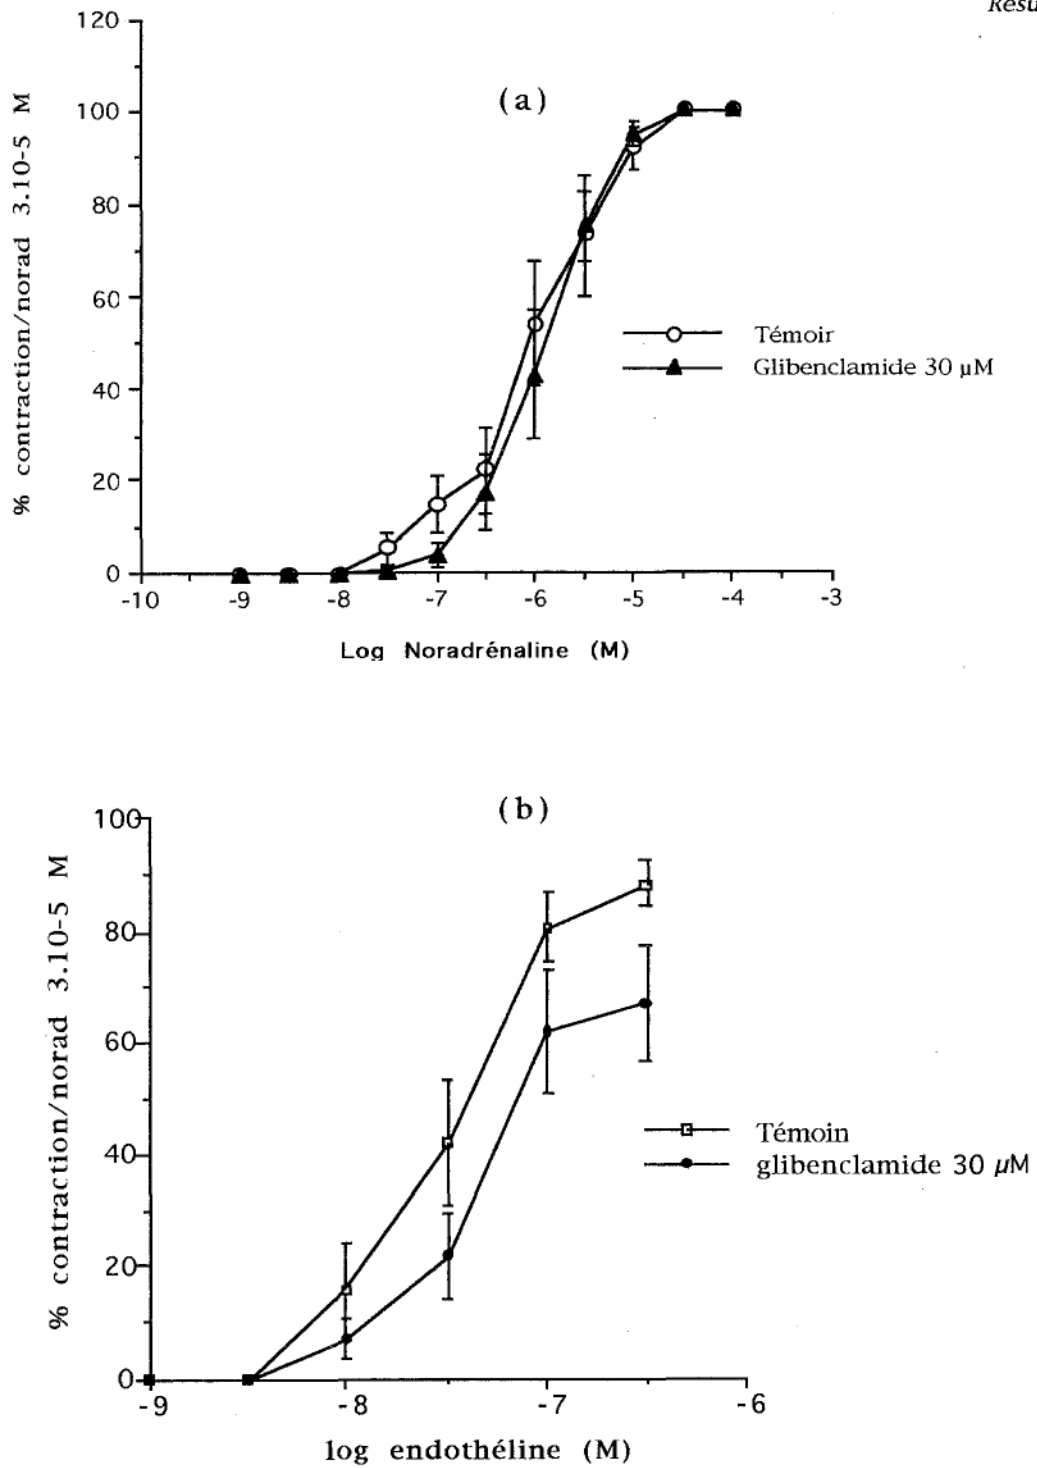 Resu
120
(a)
100
80
60
40
20
0
% contraction/norad 3.10-5 M
Témoir
Glibenclamide 30 µM
-10 -9 -8 -7 -6 -5 -4 -3
Log Noradrénaline (M)
(b)
100
80
60
40
20
0
% contraction/norad 3.10-5 M
Témoin
glibenclamide 30 µM
-9 -8 -7 -6
log endothéline (M)